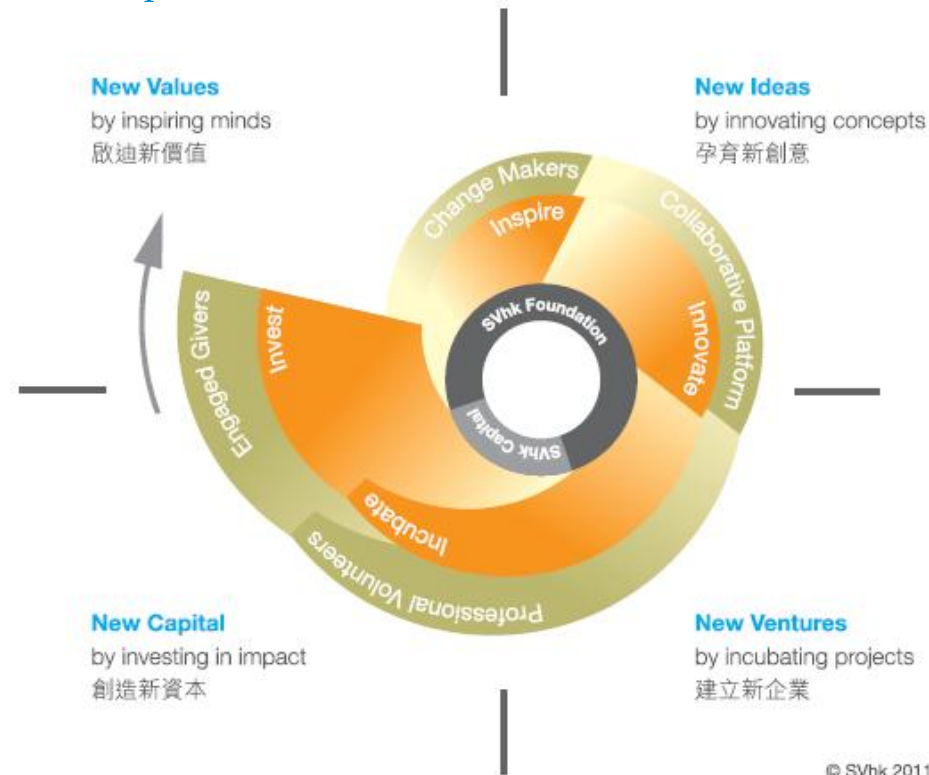 New Values
by inspiring minds
啟迪新價值
New Ideas
by innovating concepts
孕育新創意
Change Makers
Inspire
Collaborative Platform
Innovate
SVhk Foundation
SVhk Capital
Invest
Engaged Givers
Incubate
Professional Volunteers
New Capital
by investing in impact
創造新資本
New Ventures
by incubating projects
建立新企業
© SVhk 2011